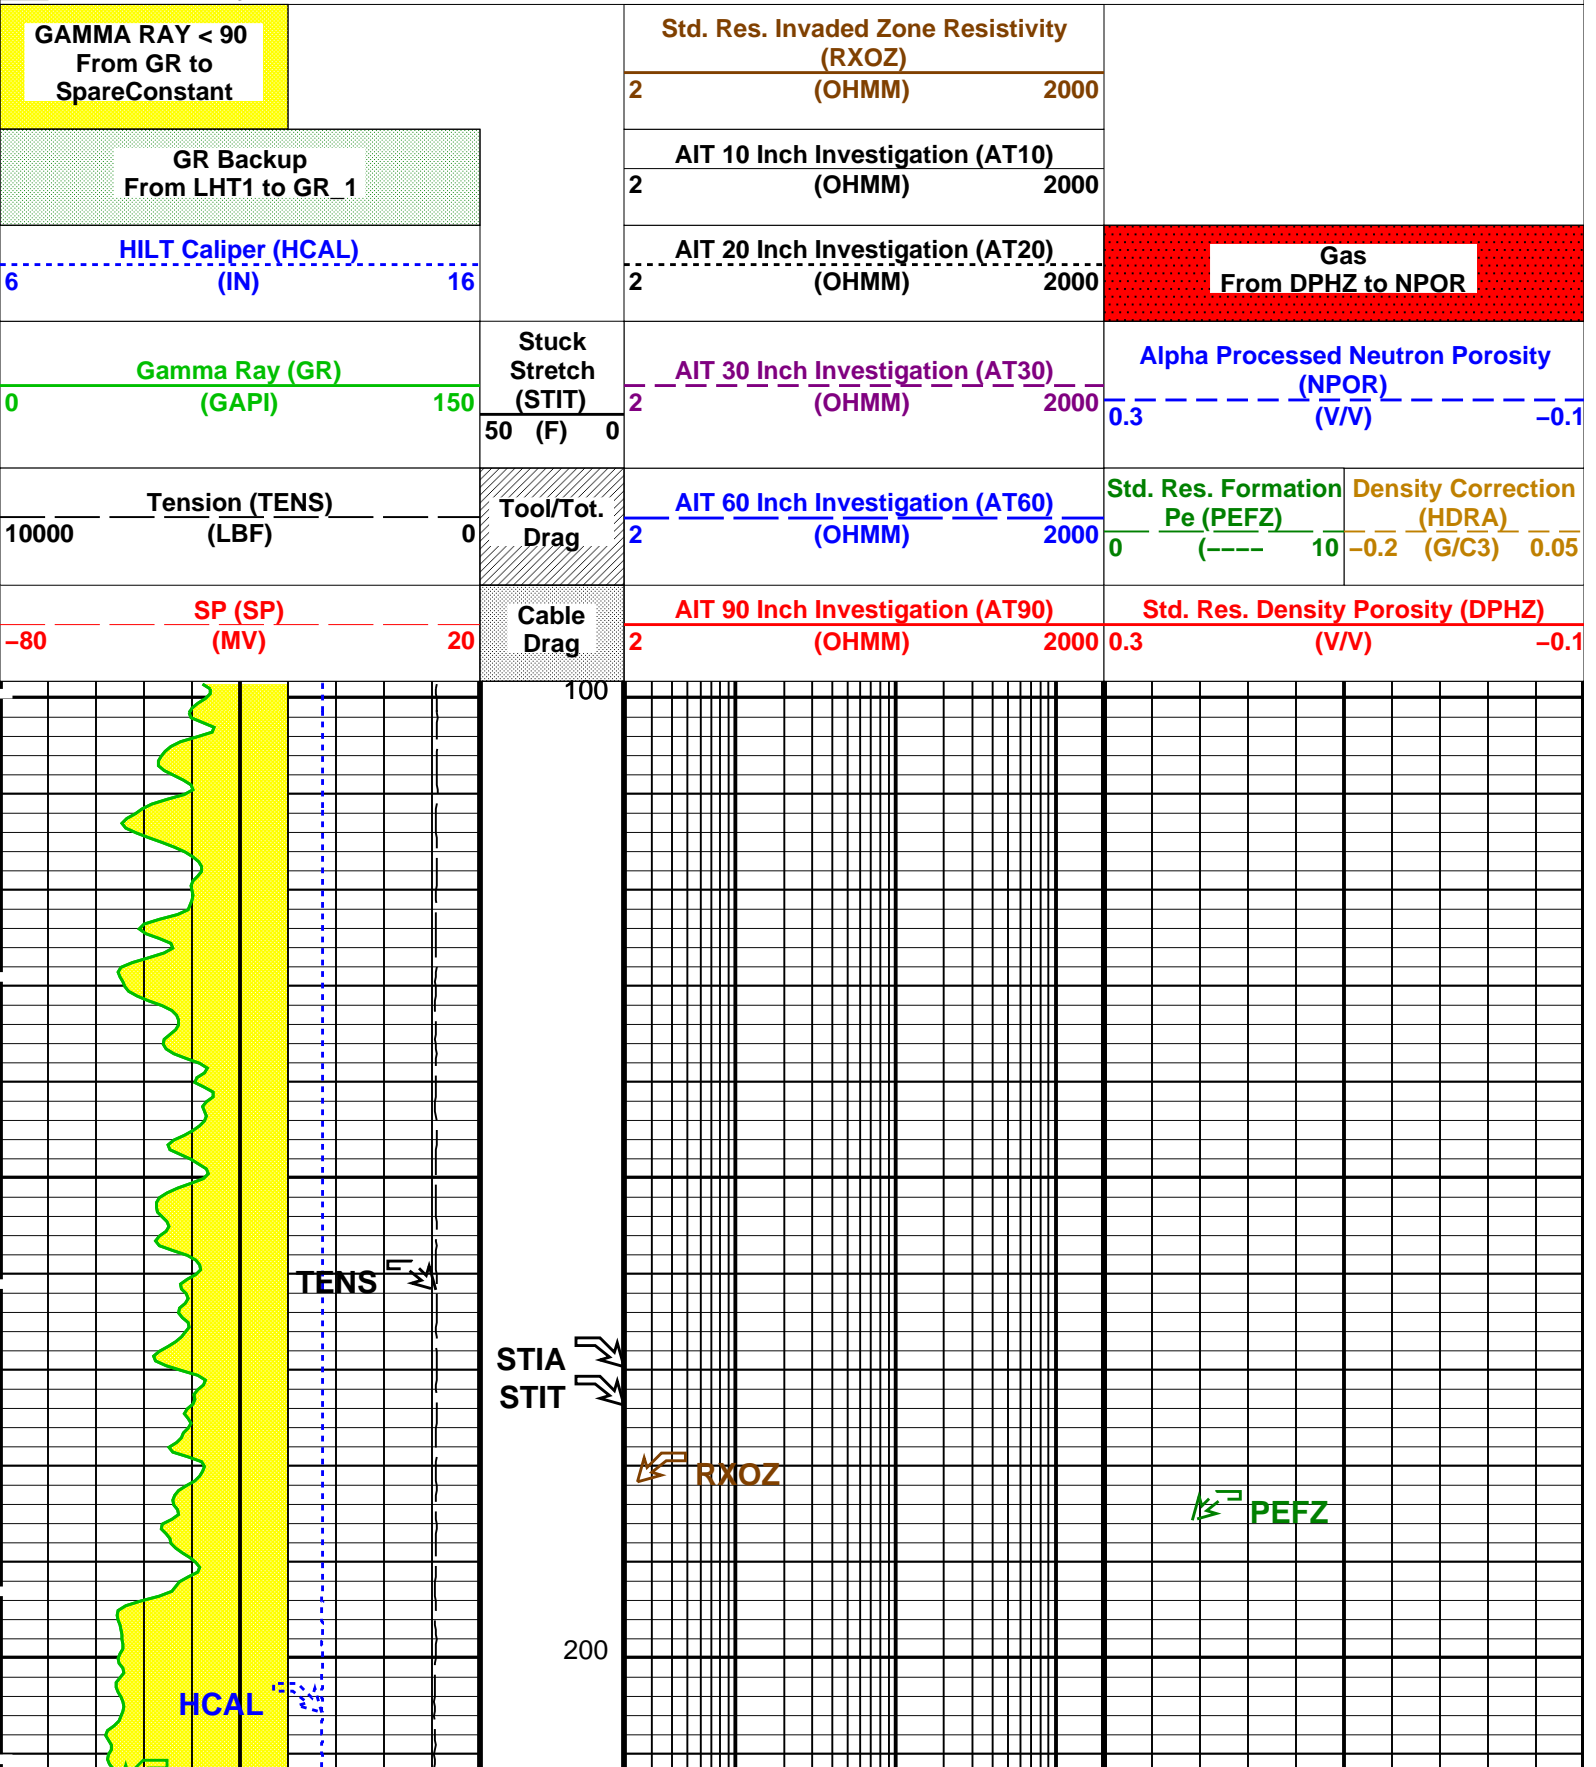 GAMMA RAY < 90
From GR to
SpareConstant
GR Backup
From LHT1 to GR_1
HILT Caliper (HCAL)
6 (IN) 16
Gamma Ray (GR)
0 (GAPI) 150
Tension (TENS)
10000 (LBF) 0
SP (SP)
−80 (MV) 20
Stuck
Stretch
(STIT)
50 (F) 0
Tool/Tot.
Drag
Cable
Drag
Std. Res. Invaded Zone Resistivity
(RXOZ)
2 (OHMM) 2000
AIT 10 Inch Investigation (AT10)
2 (OHMM) 2000
AIT 20 Inch Investigation (AT20)
2 (OHMM) 2000
AIT 30 Inch Investigation (AT30)
2 (OHMM) 2000
AIT 60 Inch Investigation (AT60)
2 (OHMM) 2000
AIT 90 Inch Investigation (AT90)
2 (OHMM) 2000
Gas
From DPHZ to NPOR
Alpha Processed Neutron Porosity
(NPOR)
0.3 (V/V) −0.1
Std. Res. Formation
Pe (PEFZ)
0 (−−−− 10
Density Correction
(HDRA)
−0.2 (G/C3) 0.05
Std. Res. Density Porosity (DPHZ)
0.3 (V/V) −0.1
100
TENS
STIA
STIT
RXOZ
PEFZ
200
HCAL